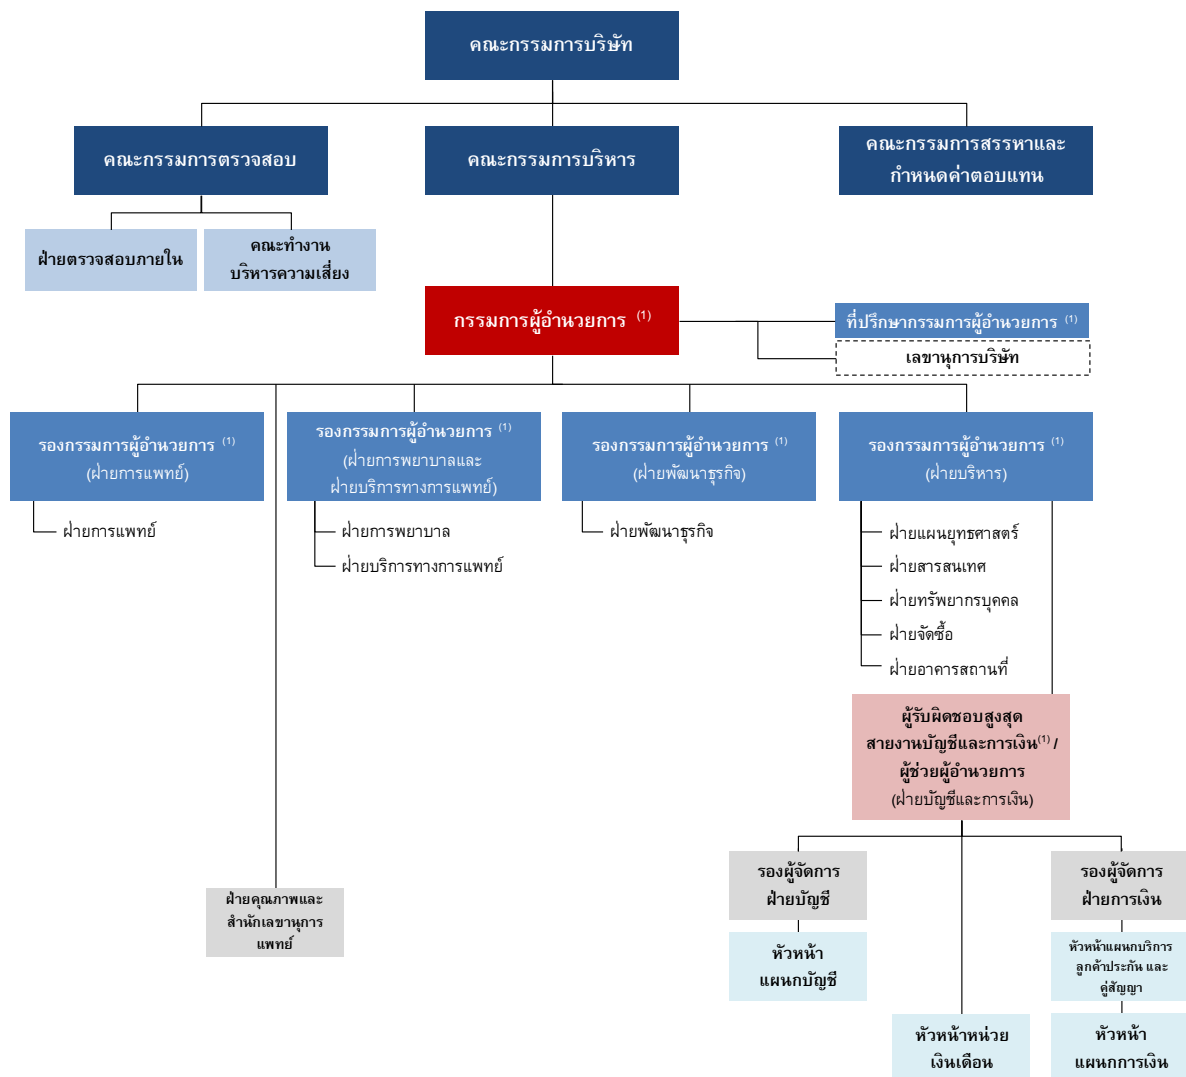 คณะกรรมการบริษัท
คณะกรรมการตรวจสอบ
คณะกรรมการบริหาร
คณะกรรมการสรรหาและ
กำหนดค่าตอบแทน
ฝ่ายตรวจสอบภายใน
คณะทำงาน
บริหารความเสี่ยง
กรรมการผู้อำนวยการ (1)
ที่ปรึกษากรรมการผู้อำนวยการ (1)
เลขานุการบริษัท
รองกรรมการผู้อำนวยการ (1)
(ฝ่ายการแพทย์)
รองกรรมการผู้อำนวยการ (1)
(ฝ่ายการพยาบาลและ
ฝ่ายบริการทางการแพทย์)
รองกรรมการผู้อำนวยการ (1)
(ฝ่ายพัฒนาธุรกิจ)
รองกรรมการผู้อำนวยการ (1)
(ฝ่ายบริหาร)
ฝ่ายการแพทย์
ฝ่ายการพยาบาล
ฝ่ายบริการทางการแพทย์
ฝ่ายพัฒนาธุรกิจ
ฝ่ายแผนยุทธศาสตร์
ฝ่ายสารสนเทศ
ฝ่ายทรัพยากรบุคคล
ฝ่ายจัดซื้อ
ฝ่ายอาคารสถานที่
ผู้รับผิดชอบสูงสุด
สายงานบัญชีและการเงิน(1) /
ผู้ช่วยผู้อำนวยการ
(ฝ่ายบัญชีและการเงิน)
ฝ่ายคุณภาพและ
สำนักเลขานุการ
แพทย์
รองผู้จัดการ
ฝ่ายบัญชี
รองผู้จัดการ
ฝ่ายการเงิน
หัวหน้า
แผนกบัญชี
หัวหน้าแผนกบริการ
ลูกค้าประกัน และ
คู่สัญญา
หัวหน้าหน่วย
เงินเดือน
หัวหน้า
แผนกการเงิน